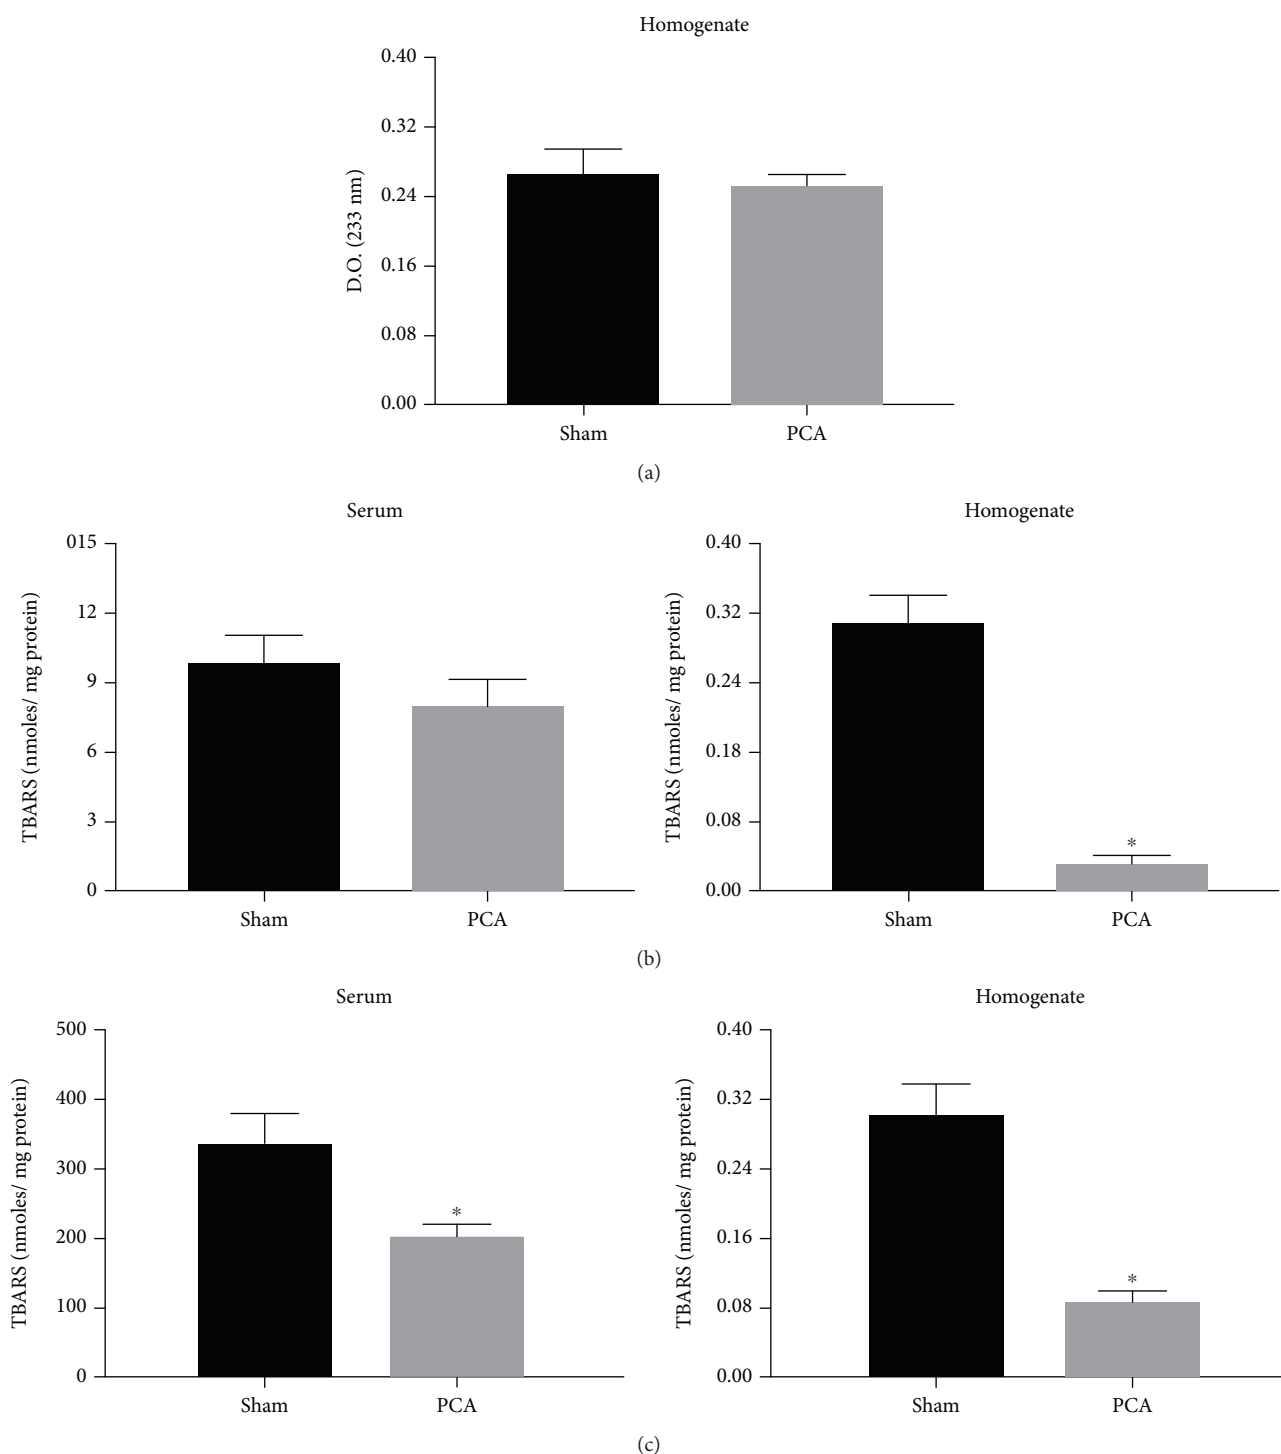 Homogenate
D.O. (233 nm)
0.40
0.32
0.24
0.16
0.08
0.00
Sham PCA
(a)
Serum
TBARS (nmoles/ mg protein)
015
12
9
6
3
0
Sham PCA
Homogenate
TBARS (nmoles/ mg protein)
0.40
0.32
0.24
0.18
0.08
0.00
*
Sham PCA
(b)
Serum
TBARS (nmoles/ mg protein)
500
400
300
200
100
0
*
Sham PCA
Homogenate
TBARS (nmoles/ mg protein)
0.40
0.32
0.24
0.16
0.08
0.00
*
Sham PCA
(c)